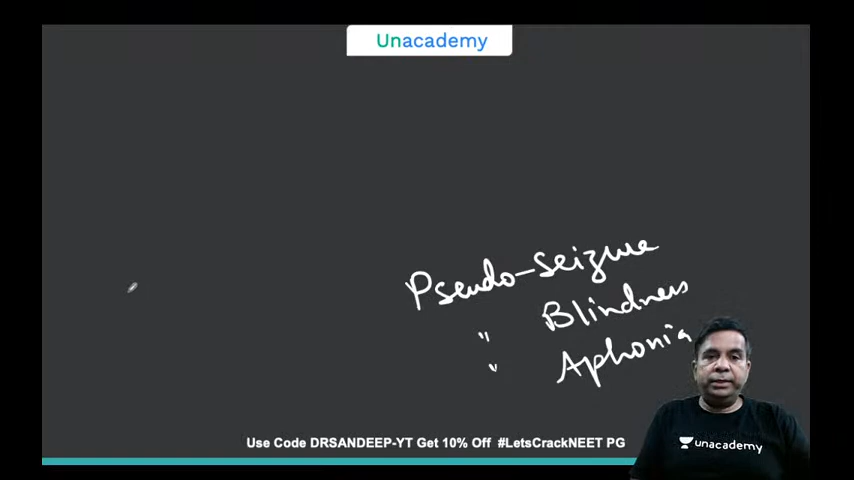 Unacademy
Pseudo-seizure
" Blindness
" Aphonia
Use Code DRSANDEEP-YT Get 10% Off #LetsCrackNEET PG
unacademy